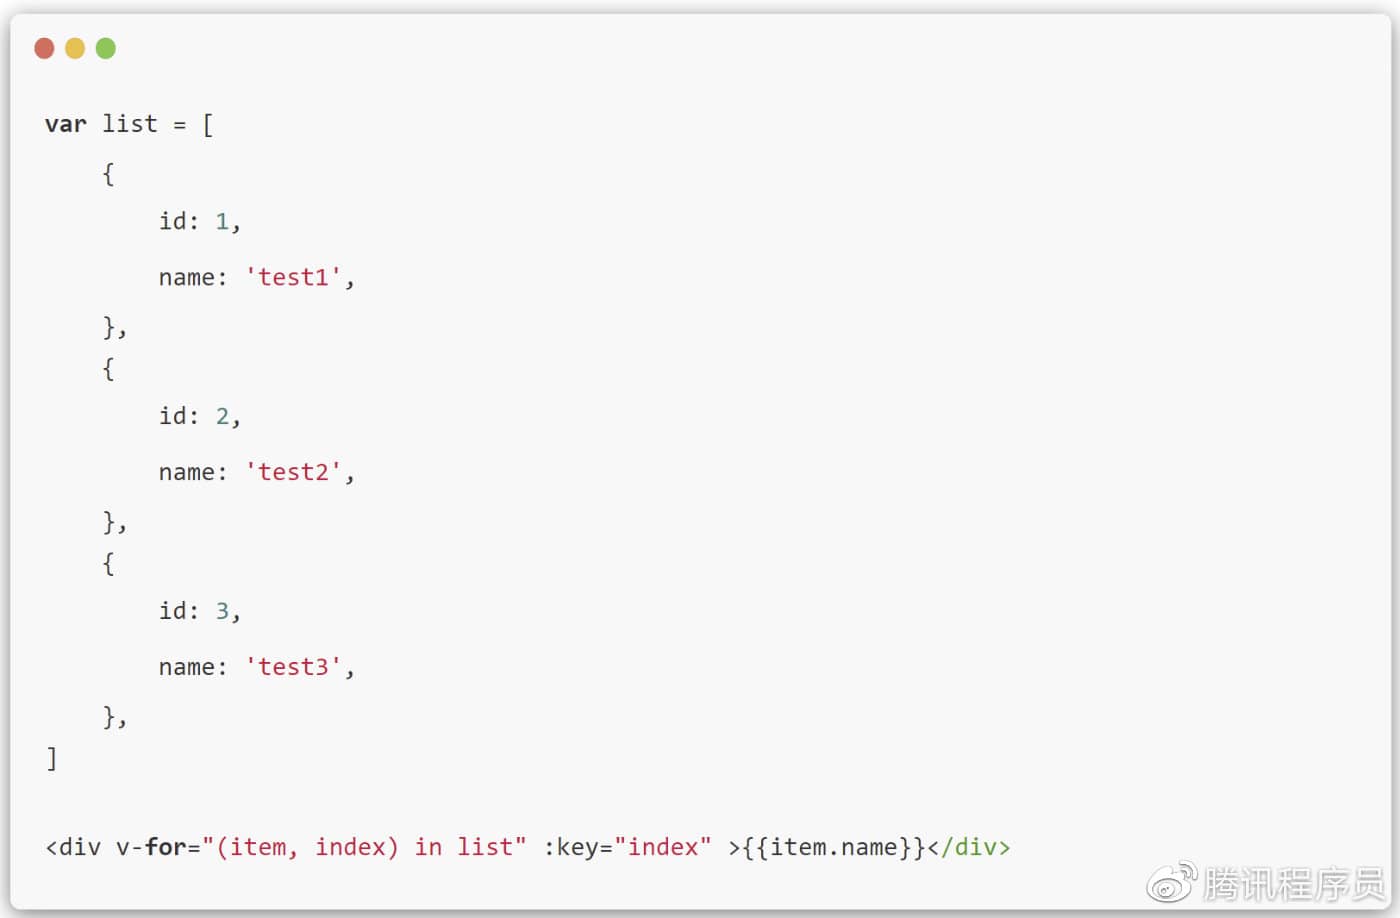 var list = [
    {
        id: 1,
        name: 'test1',
    },
    {
        id: 2,
        name: 'test2',
    },
    {
        id: 3,
        name: 'test3',
    },
]
<div v-for="(item, index) in list" :key="index" >{{item.name}}</div>
腾讯程序员